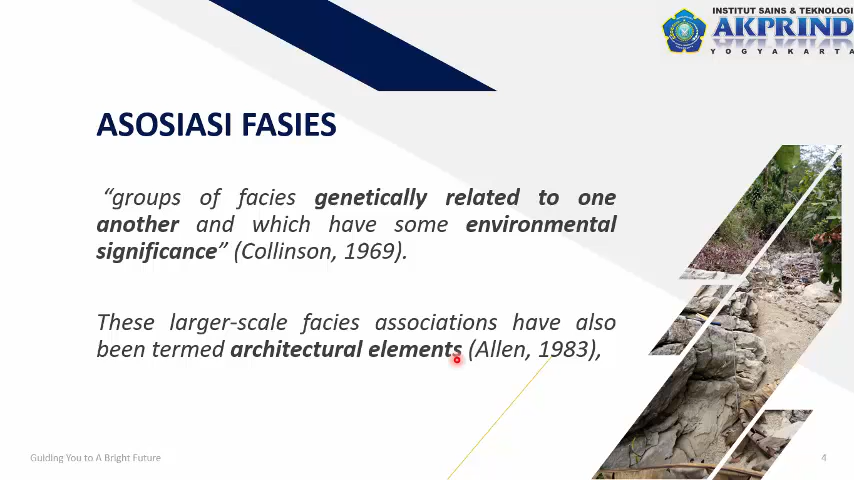 INSTITUT SAINS & TEKNOLOGI
AKPRIND
YOGYAKARTA
ASOSIASI FASIES
“groups of facies genetically related to one
another and which have some environmental
significance” (Collinson, 1969).
These larger-scale facies associations have also
been termed architectural elements (Allen, 1983),
Guiding You to A Bright Future
4